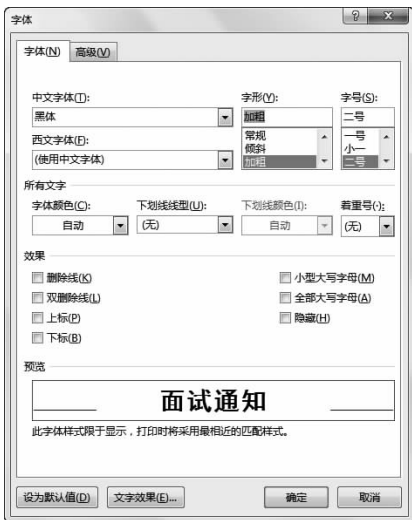 字体
字体(N) 高级(V)
中文字体(T): 字形(Y): 字号(S):
黑体 加粗 二号
常规 一号
西文字体(F): 倾斜 小一
(使用中文字体) 加粗 二号
所有文字
字体颜色(C): 下划线线型(U): 下划线颜色(I): 着重号(·):
自动 (无) 自动 (无)
效果
删除线(K) 小型大写字母(M)
双删除线(L) 全部大写字母(A)
上标(P) 隐藏(H)
下标(B)
预览
面试通知
此字体样式限于显示，打印时将采用最相近的匹配样式。
设为默认值(D) 文字效果(E)... 确定 取消